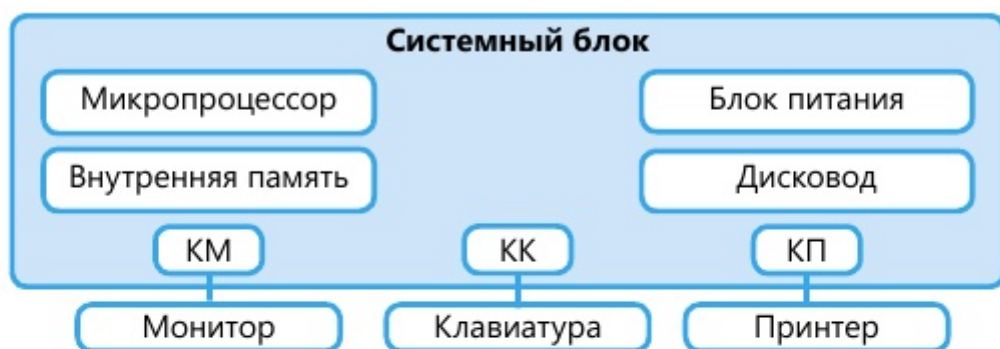 Системный блок
Микропроцессор
Блок питания
Внутренняя память
Дисковод
КМ
КК
КП
Монитор
Клавиатура
Принтер